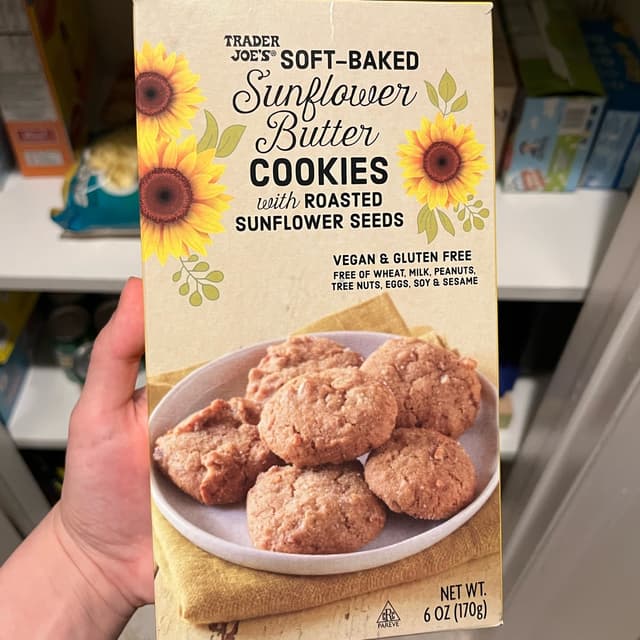 TRADER
JOE'S® SOFT-BAKED
Sunflower
Butter
COOKIES
with ROASTED
SUNFLOWER SEEDS
VEGAN & GLUTEN FREE
FREE OF WHEAT, MILK, PEANUTS,
TREE NUTS, EGGS, SOY & SESAME
PAREVE
NET WT.
6 OZ (170g)